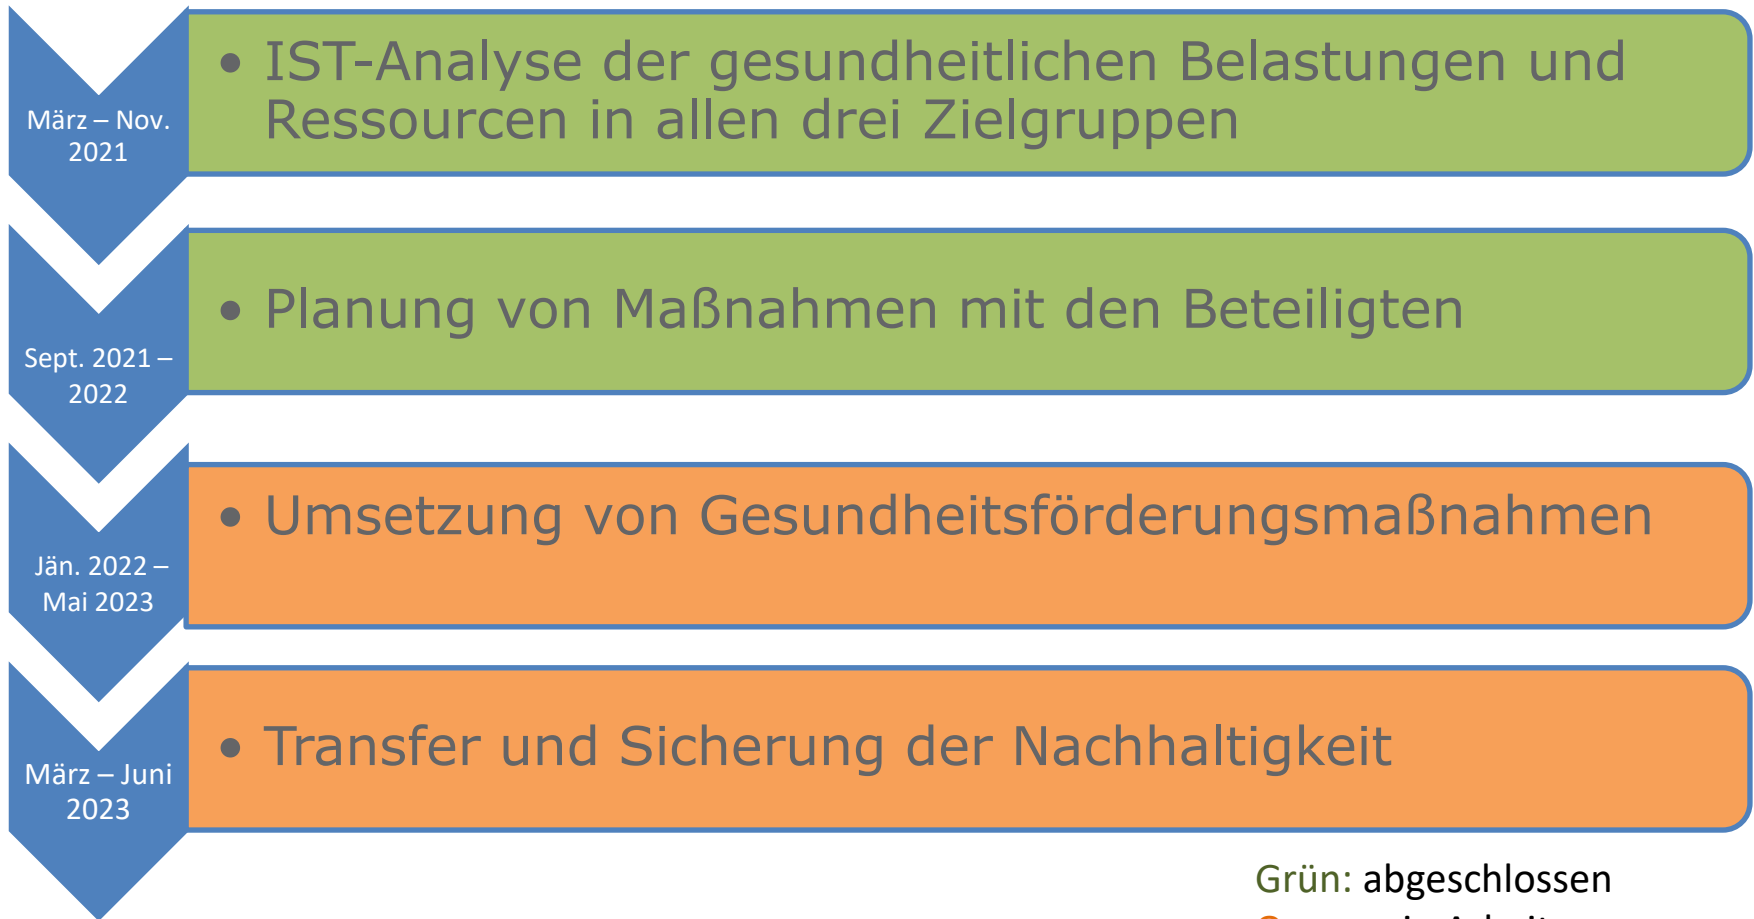 März – Nov.
2021
• IST-Analyse der gesundheitlichen Belastungen und
Ressourcen in allen drei Zielgruppen
Sept. 2021 –
2022
• Planung von Maßnahmen mit den Beteiligten
Jän. 2022 –
Mai 2023
• Umsetzung von Gesundheitsförderungsmaßnahmen
März – Juni
2023
• Transfer und Sicherung der Nachhaltigkeit
Grün: abgeschlossen